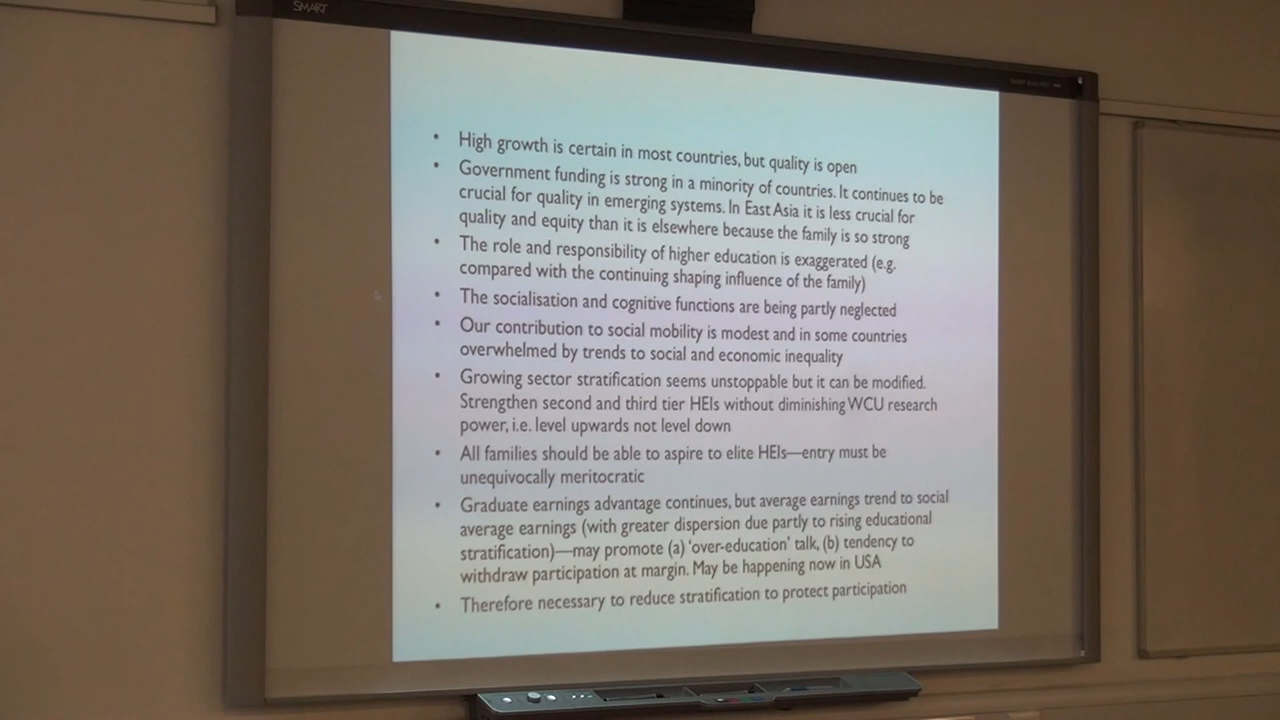 SMART
• High growth is certain in most countries, but quality is open
• Government funding is strong in a minority of countries. It continues to be
crucial for quality in emerging systems. In East Asia it is less crucial for
quality and equity than it is elsewhere because the family is so strong
• The role and responsibility of higher education is exaggerated (e.g.
compared with the continuing shaping influence of the family)
• The socialisation and cognitive functions are being partly neglected
• Our contribution to social mobility is modest and in some countries
overwhelmed by trends to social and economic inequality
• Growing sector stratification seems unstoppable but it can be modified.
Strengthen second and third tier HEIs without diminishing WCU research
power, i.e. level upwards not level down
• All families should be able to aspire to elite HEIs—entry must be
unequivocally meritocratic
• Graduate earnings advantage continues, but average earnings trend to social
average earnings (with greater dispersion due partly to rising educational
stratification)—may promote (a) ‘over-education’ talk, (b) tendency to
withdraw participation at margin. May be happening now in USA
• Therefore necessary to reduce stratification to protect participation